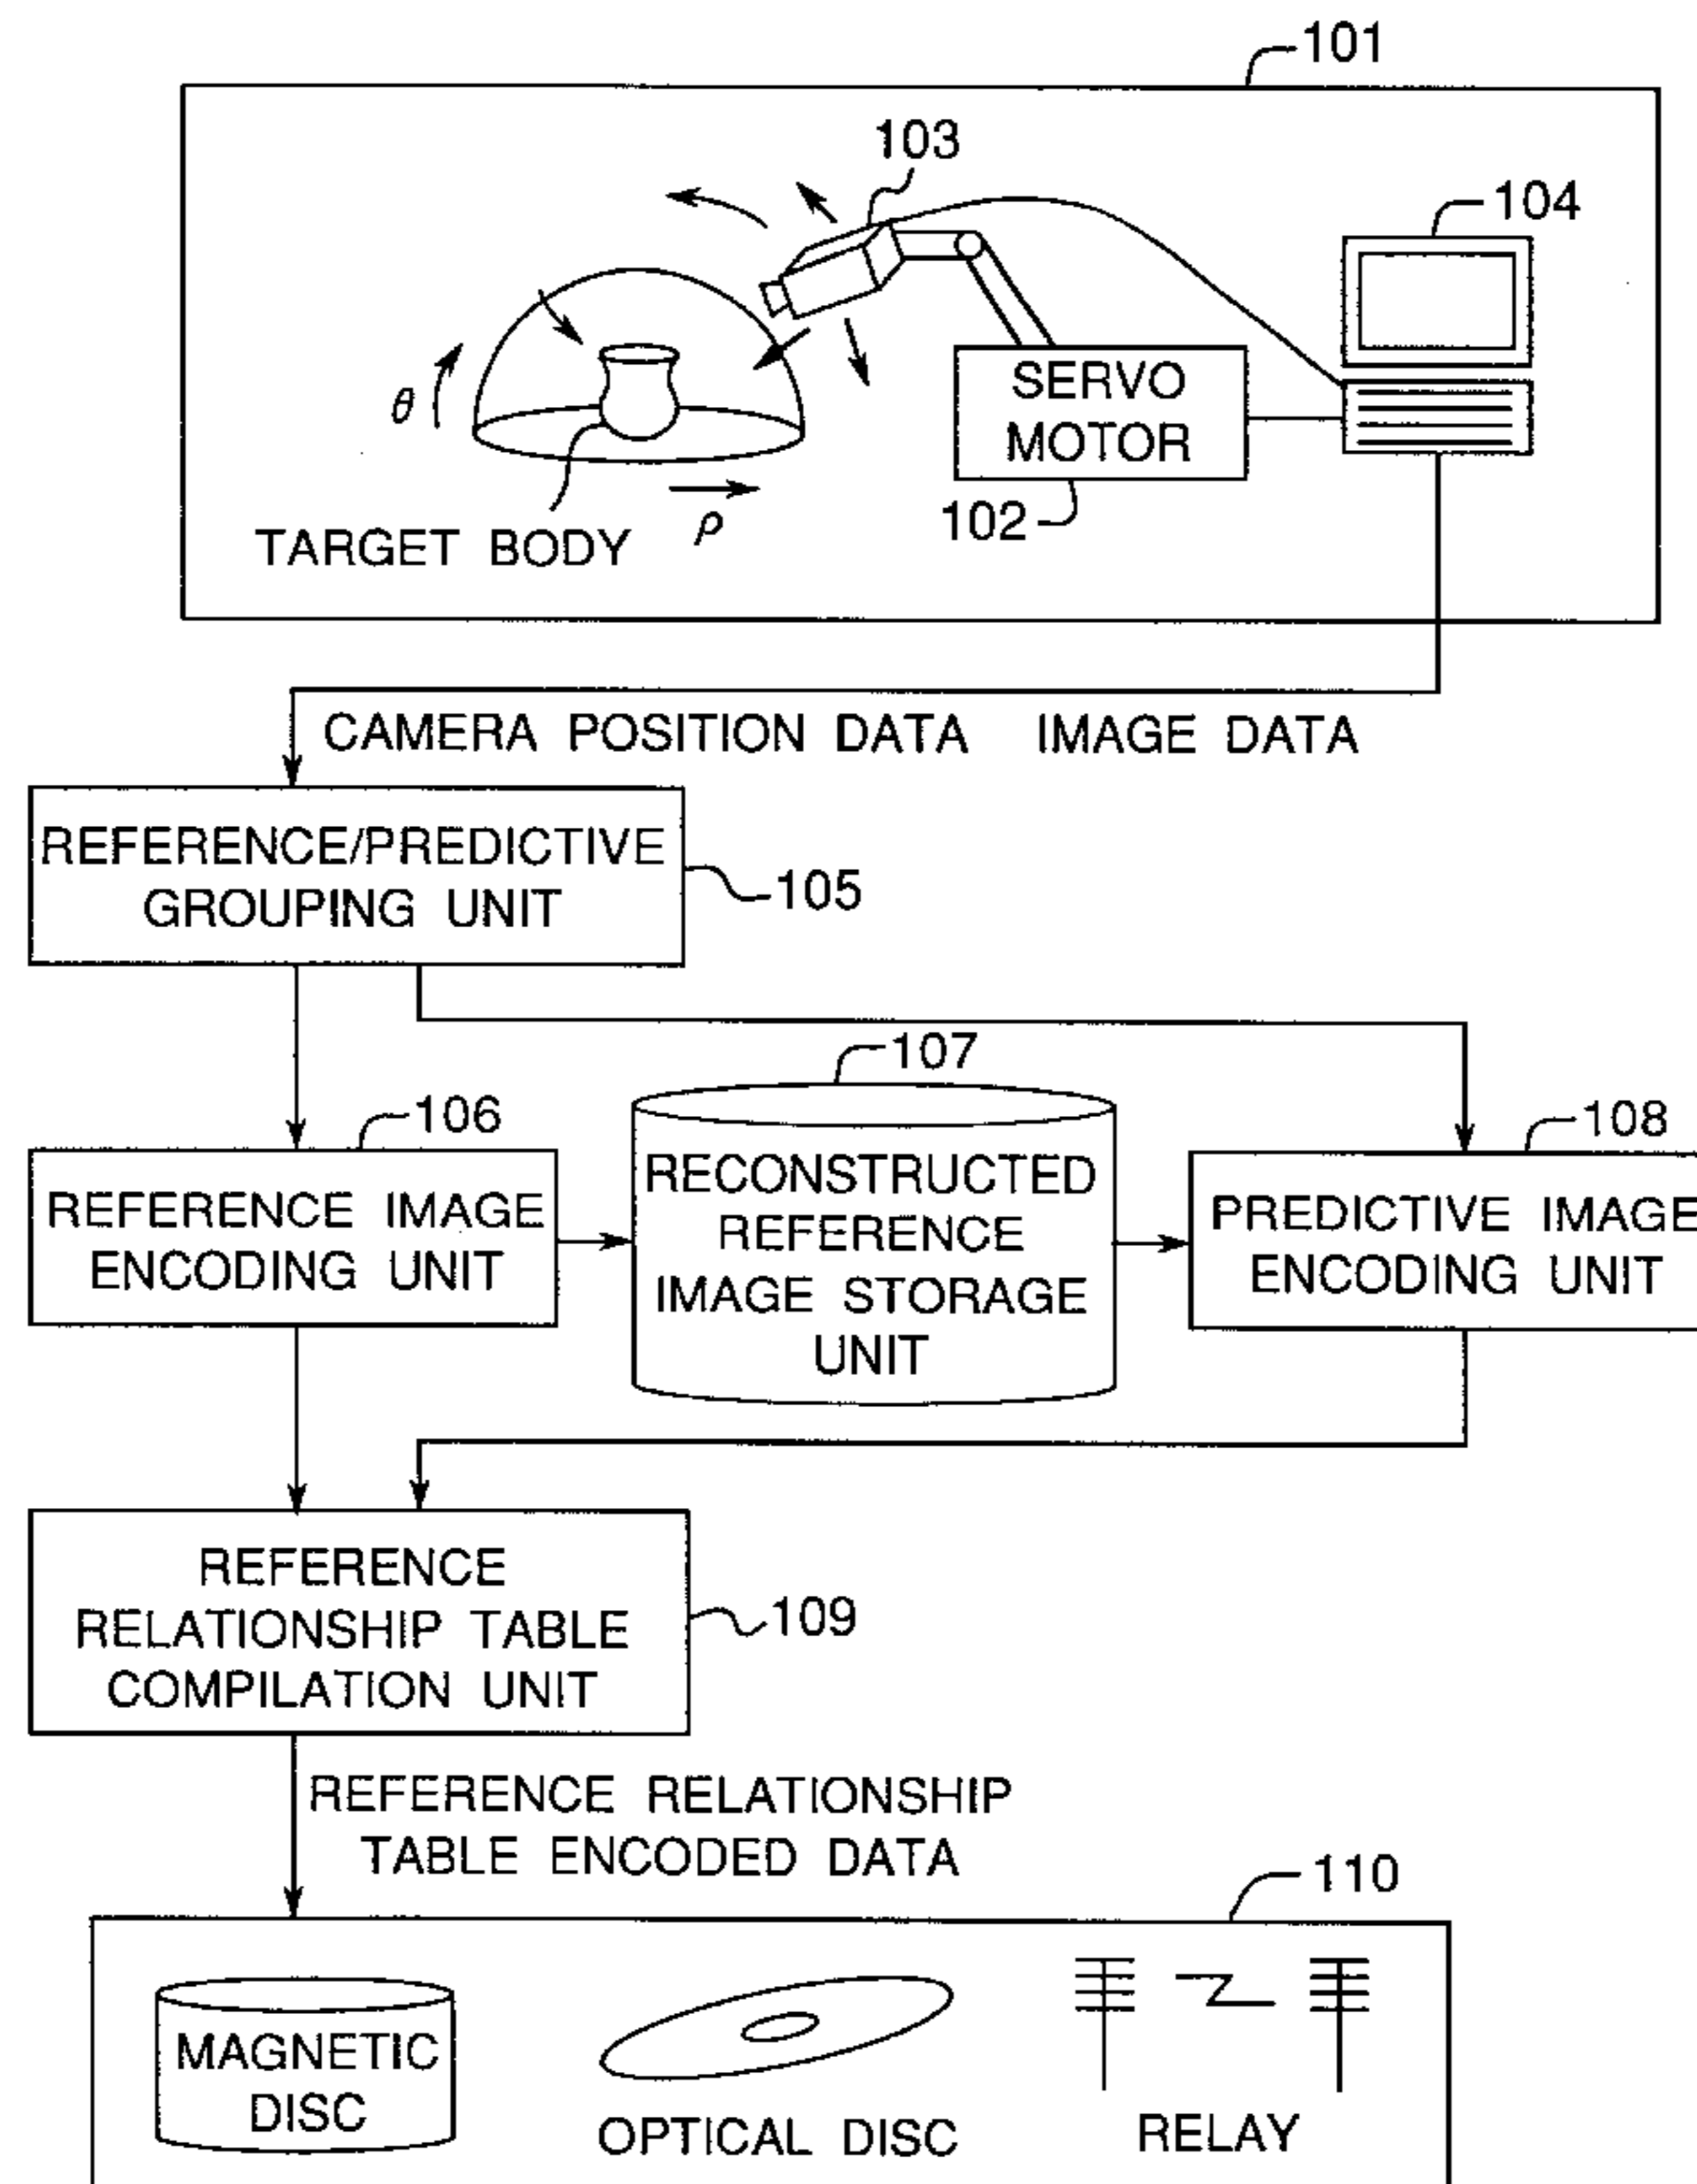 101
103
104
θ
SERVO
MOTOR
102
ρ
TARGET BODY
CAMERA POSITION DATA IMAGE DATA
REFERENCE/PREDICTIVE
GROUPING UNIT
105
107
106
108
REFERENCE IMAGE
ENCODING UNIT
RECONSTRUCTED
REFERENCE
IMAGE STORAGE
UNIT
PREDICTIVE IMAGE
ENCODING UNIT
REFERENCE
RELATIONSHIP TABLE
COMPILATION UNIT
109
REFERENCE RELATIONSHIP
TABLE ENCODED DATA
110
MAGNETIC
DISC
OPTICAL DISC
RELAY